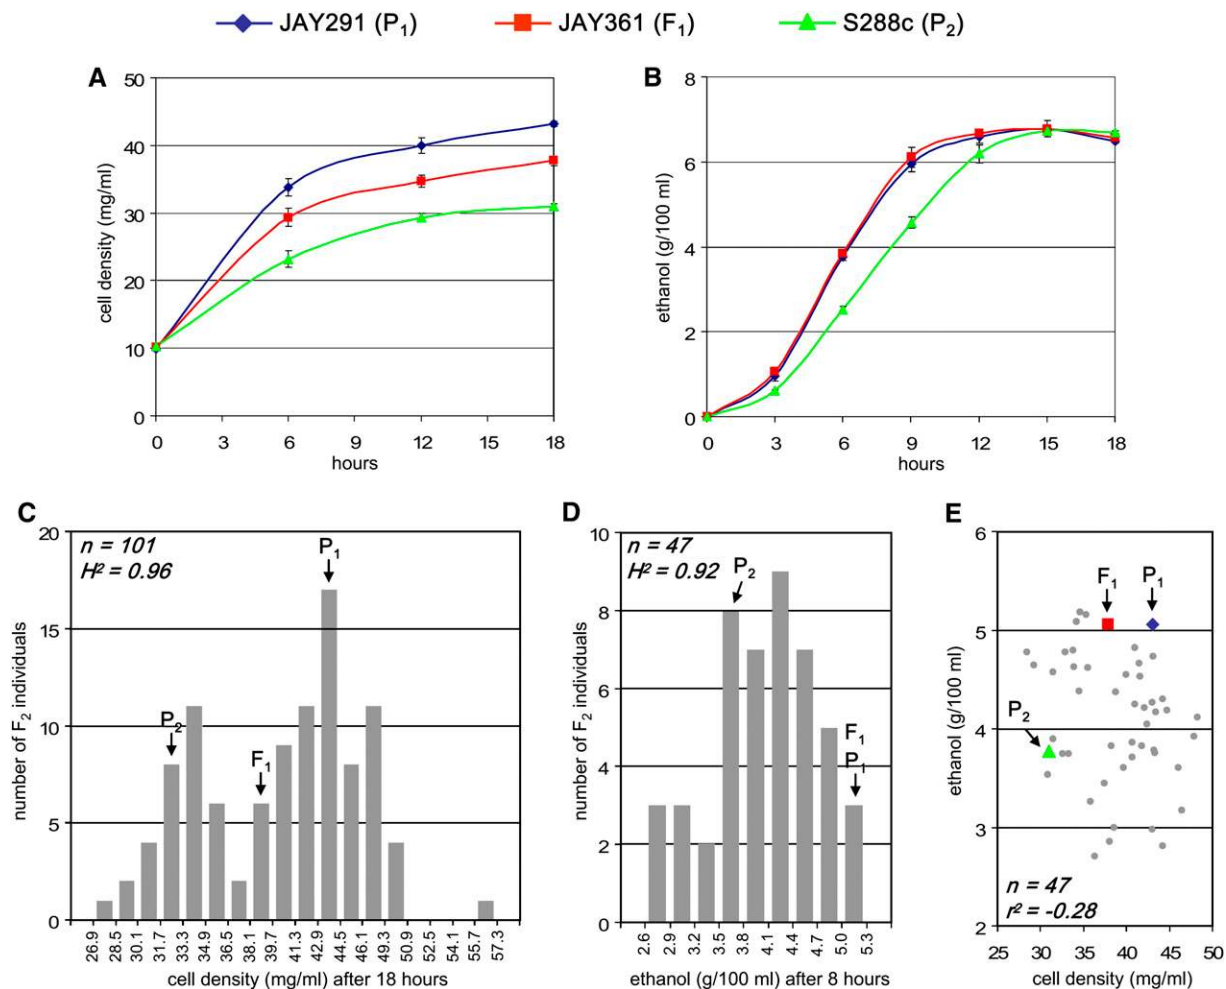 JAY291 (P1) JAY361 (F1) S288c (P2)
A
50
40
30
20
10
0
cell density (mg/ml)
0 3 6 9 12 15 18
hours
B
8
6
4
2
0
ethanol (g/100 ml)
0 3 6 9 12 15 18
hours
C
20
15
10
5
0
number of F2 individuals
n = 101
H2 = 0.96
P1
P2
F1
26.9 28.5 30.1 31.7 33.3 34.9 36.5 38.1 39.7 41.3 42.9 44.5 46.1 49.3 50.9 52.5 54.1 55.7 57.3
cell density (mg/ml) after 18 hours
D
10
8
6
4
2
0
number of F2 individuals
n = 47
H2 = 0.92
P2
F1
P1
2.6 2.9 3.2 3.5 3.8 4.1 4.4 4.7 5.0 5.3
ethanol (g/100 ml) after 8 hours
E
6
5
4
3
2
ethanol (g/100 ml)
F1 P1
P2
n = 47
r2 = -0.28
25 30 35 40 45 50
cell density (mg/ml)